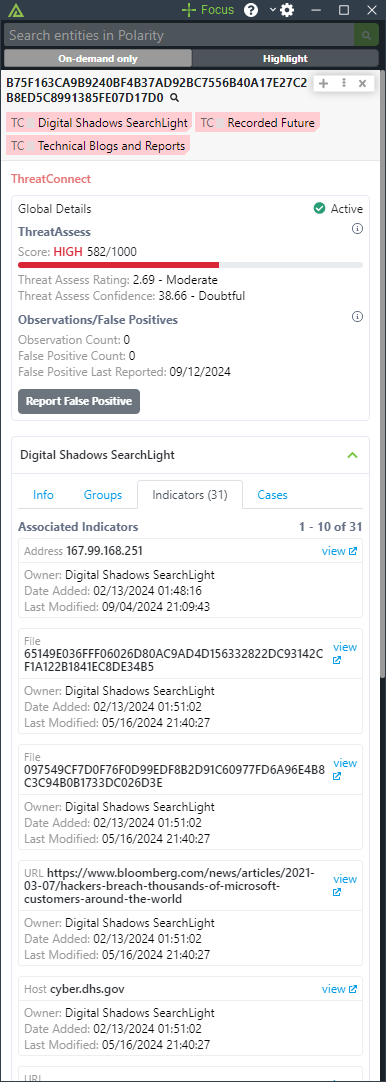 Focus
Search entities in Polarity
On-demand only
Highlight
B75F163CA9B9240BF4B37AD92BC7556B40A17E27C2
B8ED5C8991385FE07D17D0
TC Digital Shadows SearchLight
TC Recorded Future
TC Technical Blogs and Reports
ThreatConnect
Global Details
Active
ThreatAssess
Score: HIGH 582/1000
Threat Assess Rating: 2.69 - Moderate
Threat Assess Confidence: 38.66 - Doubtful
Observations/False Positives
Observation Count: 0
False Positive Count: 0
False Positive Last Reported: 09/12/2024
Report False Positive
Digital Shadows SearchLight
Info
Groups
Indicators (31)
Cases
Associated Indicators
1 - 10 of 31
Address 167.99.168.251
view
Owner: Digital Shadows SearchLight
Date Added: 02/13/2024 01:48:16
Last Modified: 09/04/2024 21:09:43
File
view
65149E036FFF06026D80AC9AD4D156332822DC93142C
F1A122B1841EC8DE34B5
Owner: Digital Shadows SearchLight
Date Added: 02/13/2024 01:51:02
Last Modified: 05/16/2024 21:40:27
File
view
097549CF7D0F76F0D99EDF8B2D91C60977FD6A96E4B8
C3C94B0B1733DC026D3E
Owner: Digital Shadows SearchLight
Date Added: 02/13/2024 01:51:02
Last Modified: 05/16/2024 21:40:27
URL https://www.bloomberg.com/news/articles/2021-
03-07/hackers-breach-thousands-of-microsoft-
customers-around-the-world
view
Owner: Digital Shadows SearchLight
Date Added: 02/13/2024 01:51:02
Last Modified: 05/16/2024 21:40:27
Host cyber.dhs.gov
view
Owner: Digital Shadows SearchLight
Date Added: 02/13/2024 01:51:02
Last Modified: 05/16/2024 21:40:27
URL